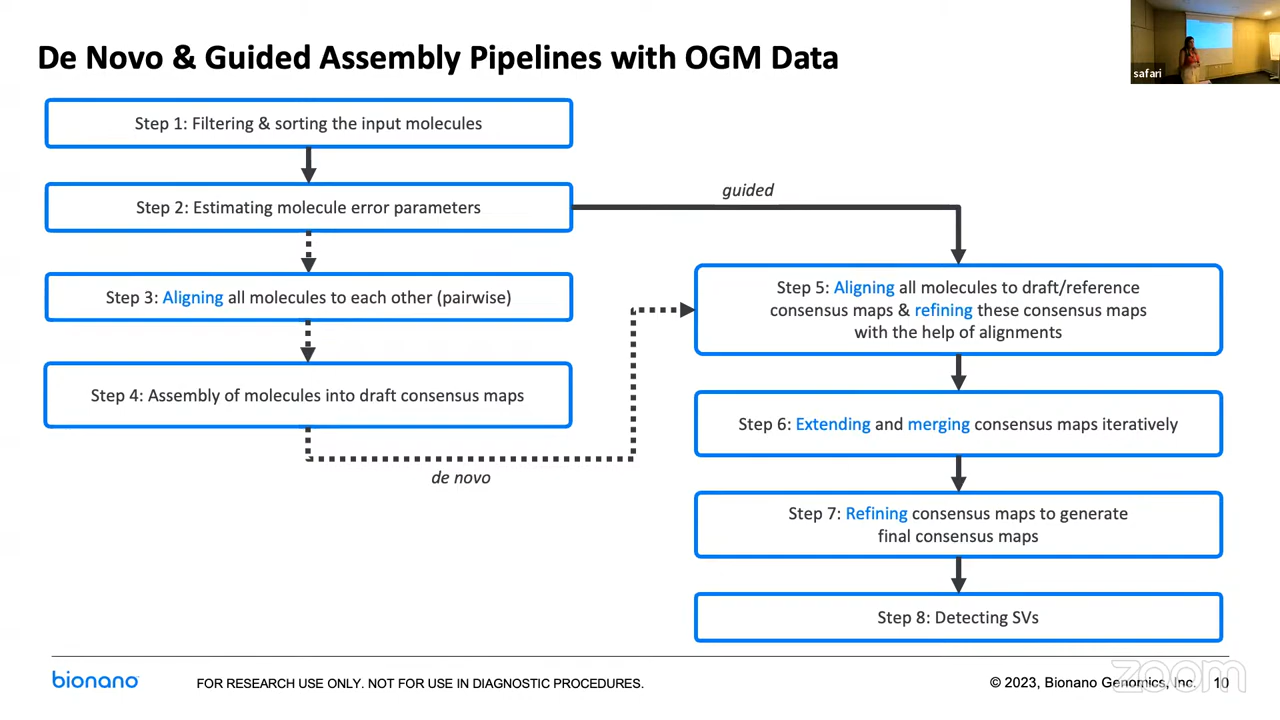 De Novo & Guided Assembly Pipelines with OGM Data
safari
Step 1: Filtering & sorting the input molecules
Step 2: Estimating molecule error parameters
guided
Step 3: Aligning all molecules to each other (pairwise)
Step 4: Assembly of molecules into draft consensus maps
de novo
Step 5: Aligning all molecules to draft/reference
consensus maps & refining these consensus maps
with the help of alignments
Step 6: Extending and merging consensus maps iteratively
Step 7: Refining consensus maps to generate
final consensus maps
Step 8: Detecting SVs
bionano
FOR RESEARCH USE ONLY. NOT FOR USE IN DIAGNOSTIC PROCEDURES.
© 2023, Bionano Genomics, Inc.
10
zoom